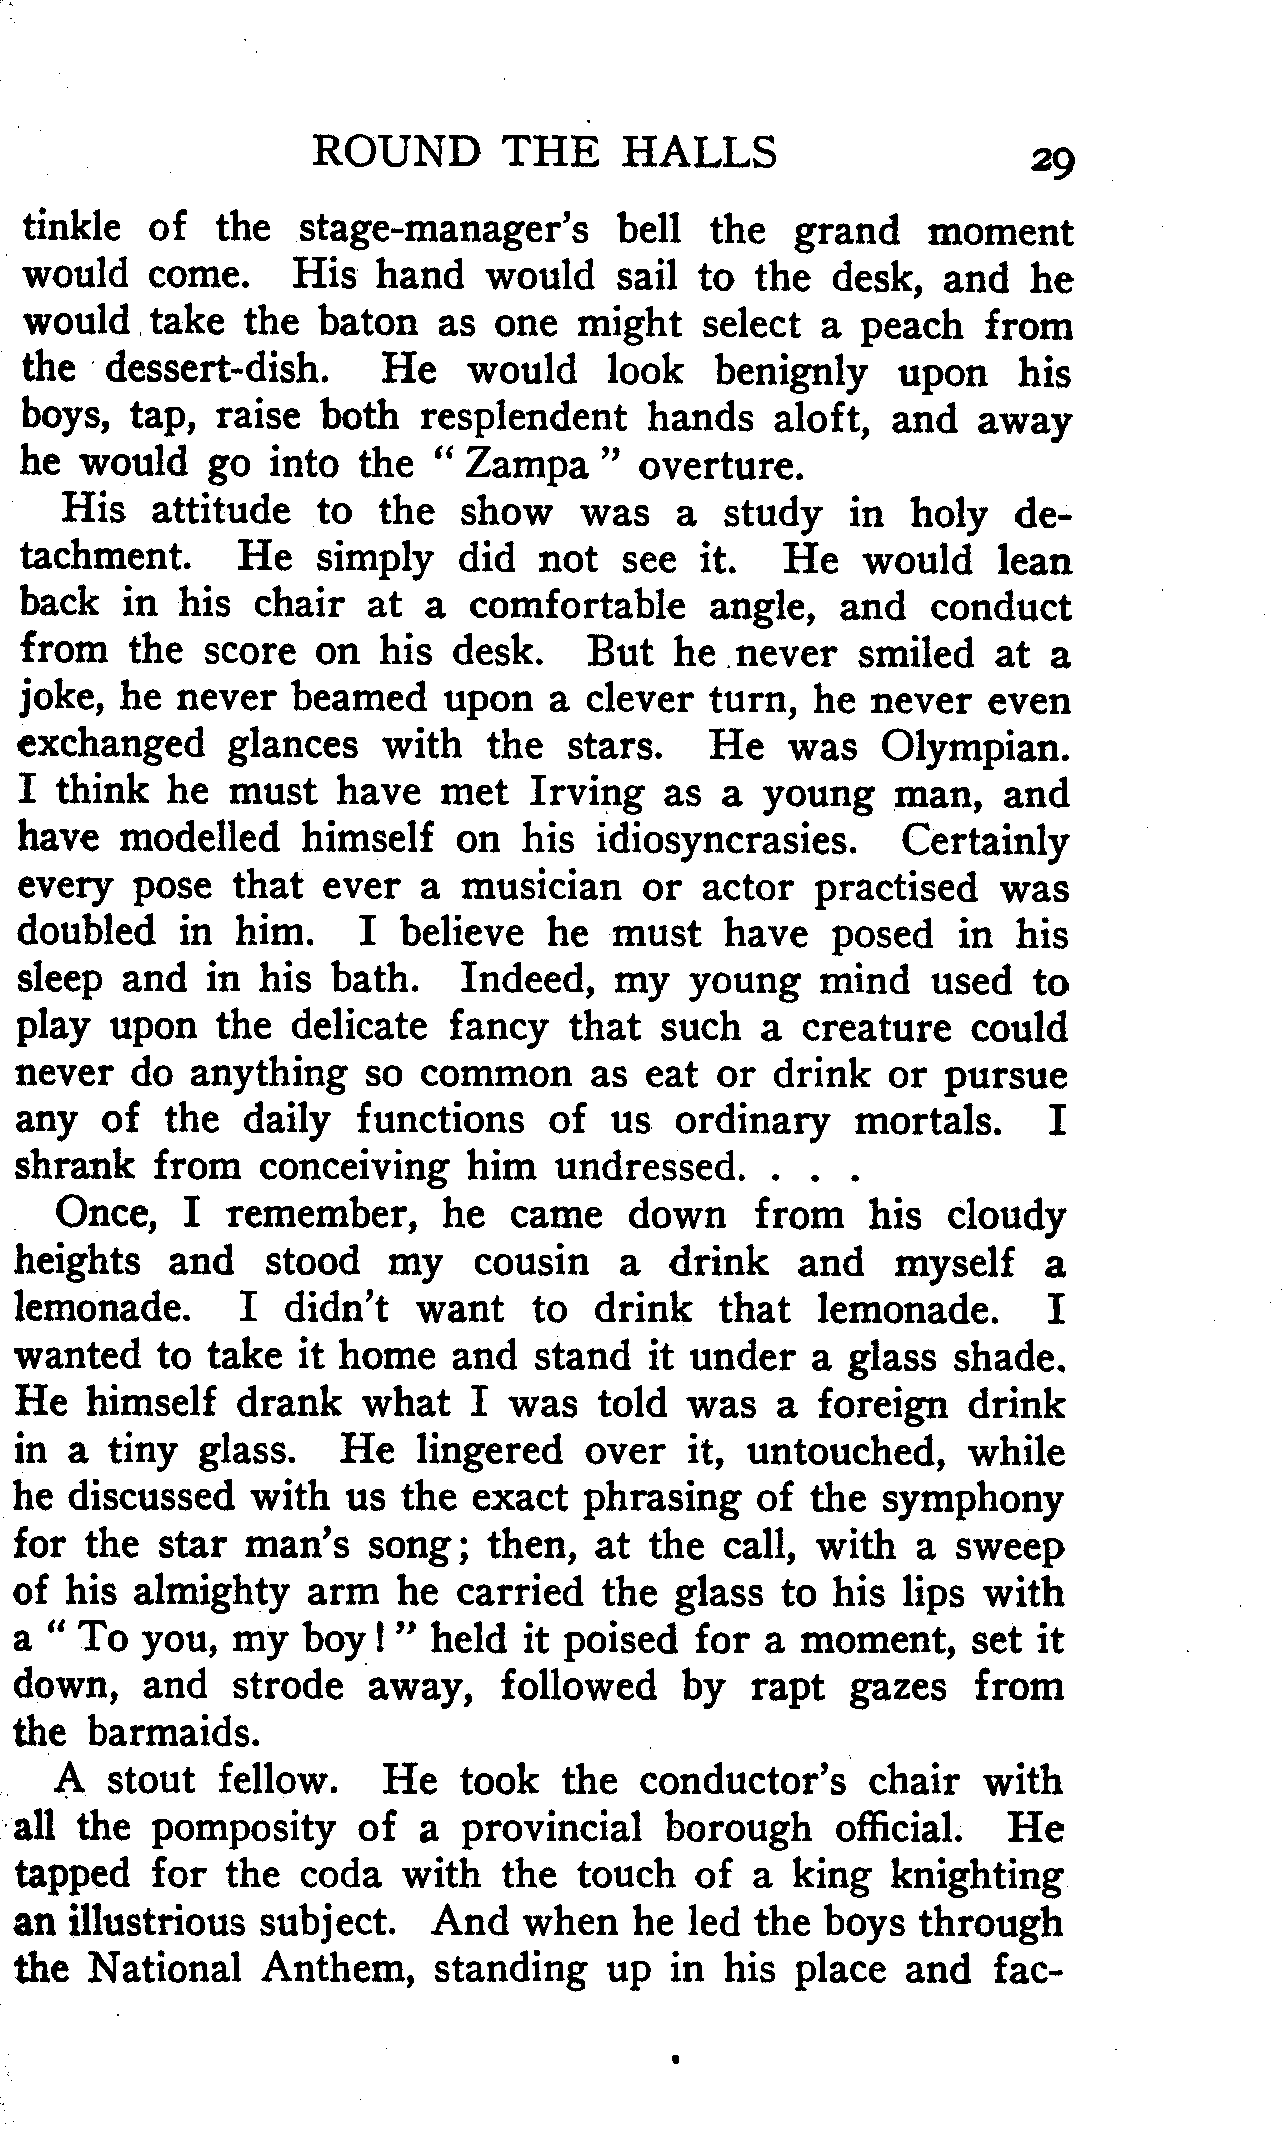 ROUND THE HALLS 29
tinkle of the stage-manager's bell the grand moment
would come. His hand would sail to the desk, and he
would take the baton as one might select a peach from
the dessert-dish. He would look benignly upon his
boys, tap, raise both resplendent hands aloft, and away
he would go into the “ Zampa ” overture.
His attitude to the show was a study in holy de-
tachment. He simply did not see it. He would lean
back in his chair at a comfortable angle, and conduct
from the score on his desk. But he never smiled at a
joke, he never beamed upon a clever turn, he never even
exchanged glances with the stars. He was Olympian.
I think he must have met Irving as a young man, and
have modelled himself on his idiosyncrasies. Certainly
every pose that ever a musician or actor practised was
doubled in him. I believe he must have posed in his
sleep and in his bath. Indeed, my young mind used to
play upon the delicate fancy that such a creature could
never do anything so common as eat or drink or pursue
any of the daily functions of us ordinary mortals. I
shrank from conceiving him undressed. . . .
Once, I remember, he came down from his cloudy
heights and stood my cousin a drink and myself a
lemonade. I didn't want to drink that lemonade. I
wanted to take it home and stand it under a glass shade.
He himself drank what I was told was a foreign drink
in a tiny glass. He lingered over it, untouched, while
he discussed with us the exact phrasing of the symphony
for the star man's song; then, at the call, with a sweep
of his almighty arm he carried the glass to his lips with
a “ To you, my boy ! ” held it poised for a moment, set it
down, and strode away, followed by rapt gazes from
the barmaids.
A stout fellow. He took the conductor's chair with
all the pomposity of a provincial borough official. He
tapped for the coda with the touch of a king knighting
an illustrious subject. And when he led the boys through
the National Anthem, standing up in his place and fac-